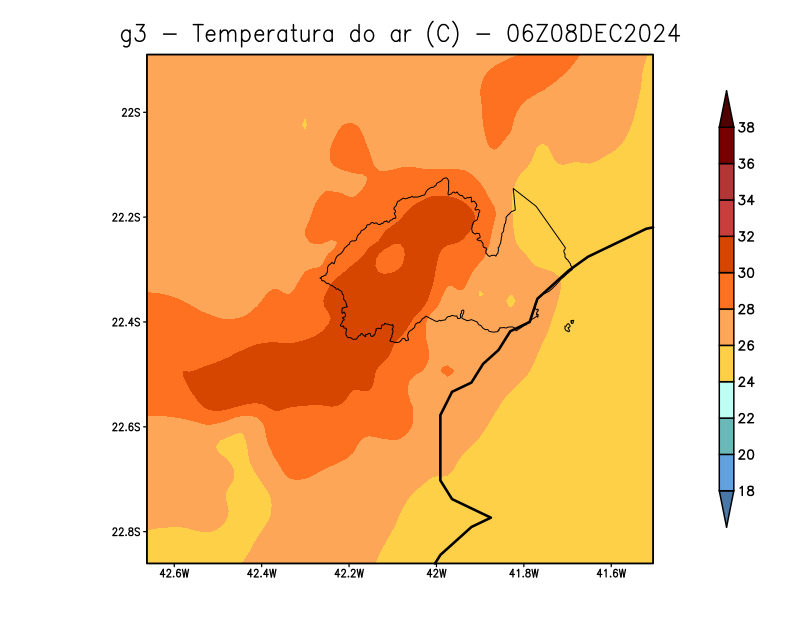 g3 – Temperatura do ar (C) – 06Z08DEC2024
38
36
34
32
30
28
26
24
22
20
18
22S
22.2S
22.4S
22.6S
22.8S
42.6W
42.4W
42.2W
42W
41.8W
41.6W